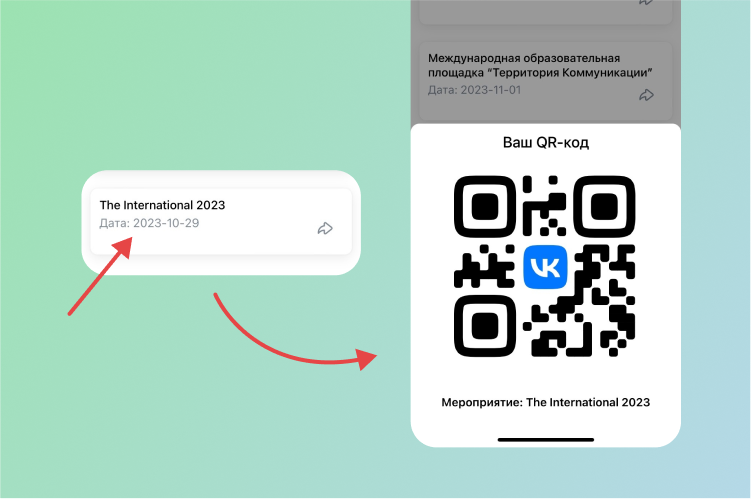 The International 2023
Дата: 2023-10-29
Международная образовательная
площадка “Территория Коммуникации”
Дата: 2023-11-01
Ваш QR-код
VK
Мероприятие: The International 2023